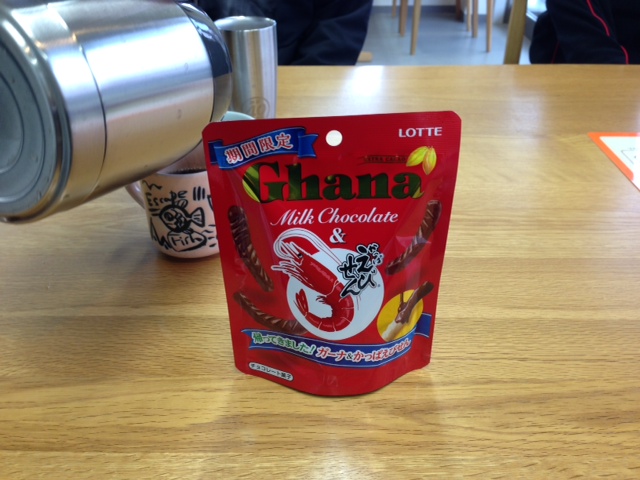 期間限定
LOTTE
Ghana
Milk Chocolate
&
かっぱえびせん
帰ってきました! ガーナ&かっぱえびせん
チョコレート菓子
Escape
Fish